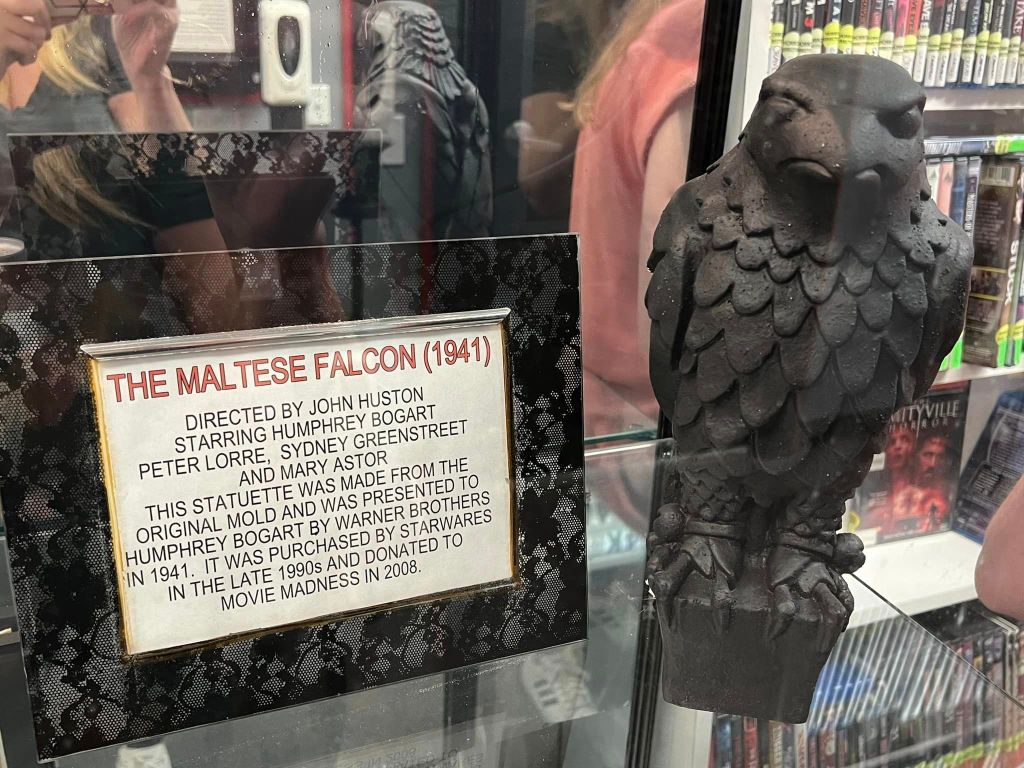 THE MALTESE FALCON (1941)
DIRECTED BY JOHN HUSTON
STARRING HUMPHREY BOGART
PETER LORRE, SYDNEY GREENSTREET
AND MARY ASTOR
THIS STATUETTE WAS MADE FROM THE
ORIGINAL MOLD AND WAS PRESENTED TO
HUMPHREY BOGART BY WARNER BROTHERS
IN 1941. IT WAS PURCHASED BY STARWARES
IN THE LATE 1990s AND DONATED TO
MOVIE MADNESS IN 2008.